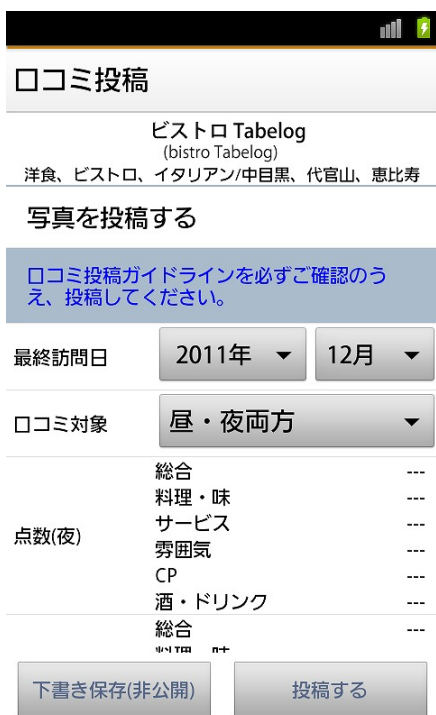 口コミ投稿
ビストロ Tabelog
(bistro Tabelog)
洋食、ビストロ、イタリアン/中目黒、代官山、恵比寿
写真を投稿する
口コミ投稿ガイドラインを必ずご確認のう
え、投稿してください。
最終訪問日 2011年 12月
口コミ対象 昼・夜両方
点数(夜)
総合 ---
料理・味 ---
サービス ---
雰囲気 ---
CP ---
酒・ドリンク ---
総合 ---
料理・味
下書き保存(非公開) 投稿する